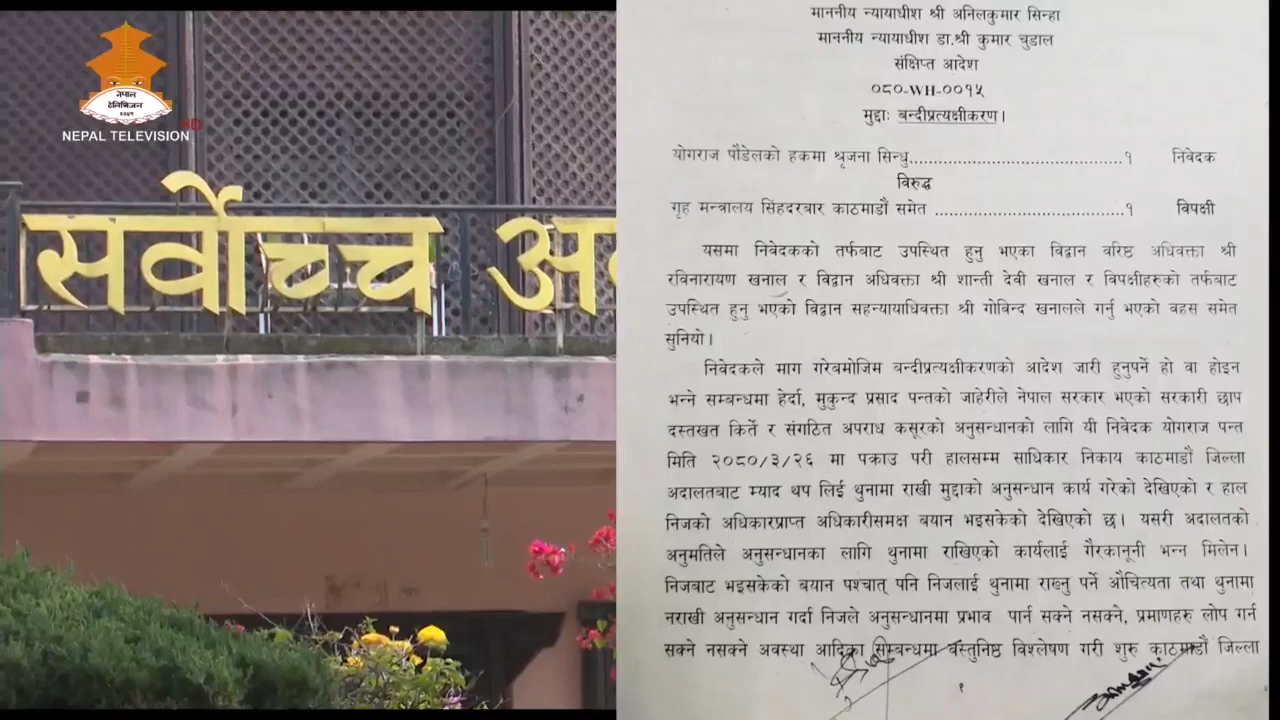 नेपाल
टेलिभिजन
NEPAL TELEVISION
सर्वोच्च अ
माननीय न्यायाधीश श्री अनिलकुमार सिन्हा
माननीय न्यायाधीश डा.श्री कुमार चुडाल
संक्षिप्त आदेश
०८०-WH-००१५
मुद्दाः बन्दीप्रत्यक्षीकरण।
योगराज पौडेलको हकमा श्रृजना सिन्धु........................................१ निवेदक
विरुद्ध
गृह मन्त्रालय सिंहदरबार काठमाडौं समेत ....................................१ विपक्षी
यसमा निवेदकको तर्फबाट उपस्थित हुनु भएका विद्वान वरिष्ठ अधिवक्ता श्री
रविनारायण खनाल र विद्वान अधिवक्ता श्री शान्ती देवी खनाल र विपक्षीहरुको तर्फबाट
उपस्थित हुनु भएको विद्वान सहन्यायाधिवक्ता श्री गोविन्द खनालले गर्नु भएको वहस समेत
सुनियो।
निवेदकले माग गरेबमोजिम बन्दीप्रत्यक्षीकरणको आदेश जारी हुनुपर्ने हो वा होइन
भन्ने सम्बन्धमा हेर्दा, मुकुन्द प्रसाद पन्तको जाहेरीले नेपाल सरकार भएको सरकारी छाप
दस्तखत किर्ते र संगठित अपराध कसूरको अनुसन्धानको लागि यी निवेदक योगराज पन्त
मिति २०८०/३/२६ मा पक्राउ परी हालसम्म साधिकार निकाय काठमाडौं जिल्ला
अदालतबाट म्याद थप लिई थुनामा राखी मुद्दाको अनुसन्धान कार्य गरेको देखिएको र हाल
निजको अधिकारप्राप्त अधिकारीसमक्ष बयान भइसकेको देखिएको छ। यसरी अदालतको
अनुमतिले अनुसन्धानका लागि थुनामा राखिएको कार्यलाई गैरकानूनी भन्न मिलेन।
निजबाट भइसकेको बयान पश्चात् पनि निजलाई थुनामा राख्नु पर्ने औचित्यता तथा थुनामा
नराखी अनुसन्धान गर्दा निजले अनुसन्धानमा प्रभाव पार्न सक्ने नसक्ने, प्रमाणहरु लोप गर्न
सक्ने नसक्ने अवस्था आदिका सम्बन्धमा वस्तुनिष्ठ विश्लेषण गरी शुरु काठमाडौं जिल्ला
१